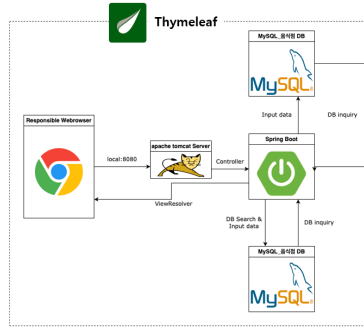 Thymeleaf
MySQL_음식점 DB
MySQL®
Input data
DB inquiry
Responsible Webrowser
apache tomcat Server
Spring Boot
local:8080
Controller
ViewResolver
DB Search &
Input data
DB inquiry
MySQL_음식점 DB
MySQL®